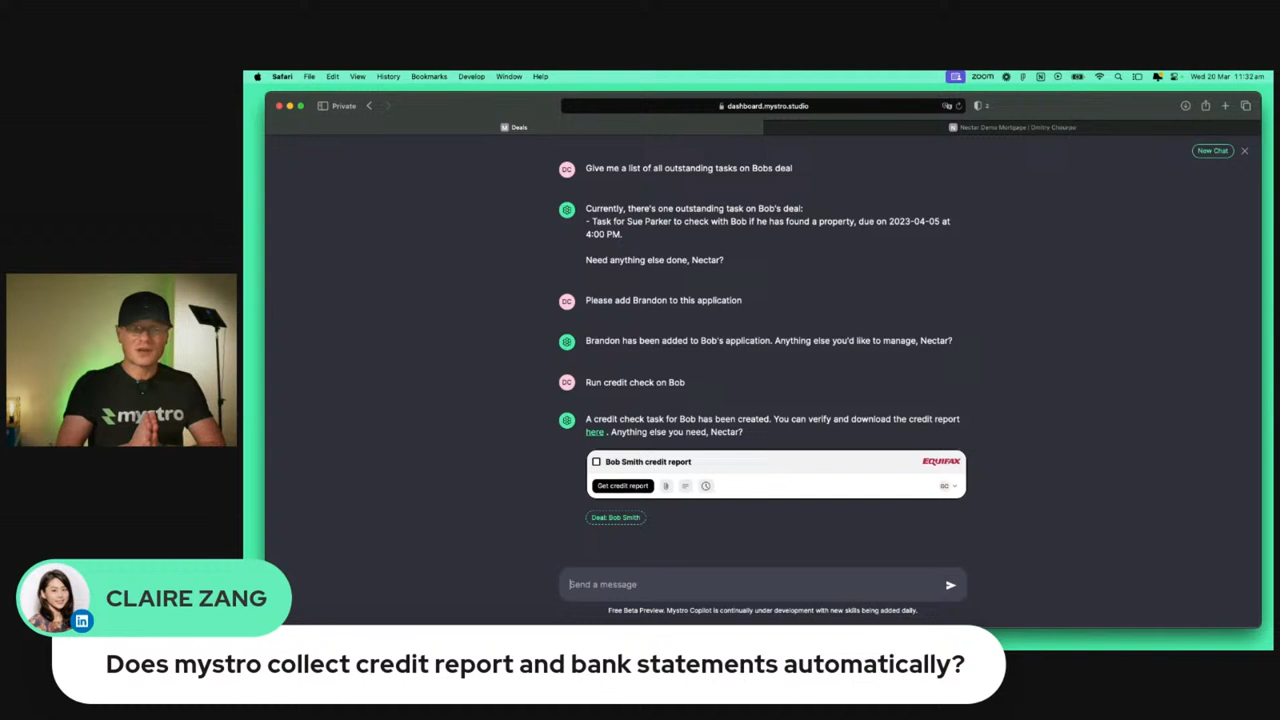 Safari File Edit View History Bookmarks Develop Window Help
zoom
Wed 20 Mar 11:32am
Private
dashboard.mystro.studio
2
M Deals
N Nectar Demo Mortgage | Dmitry Chournov
New Chat
DC Give me a list of all outstanding tasks on Bobs deal
Currently, there's one outstanding task on Bob's deal:
- Task for Sue Parker to check with Bob if he has found a property, due on 2023-04-05 at
4:00 PM.
Need anything else done, Nectar?
DC Please add Brandon to this application
Brandon has been added to Bob's application. Anything else you'd like to manage, Nectar?
DC Run credit check on Bob
A credit check task for Bob has been created. You can verify and download the credit report
here . Anything else you need, Nectar?
Bob Smith credit report
EQUIFAX
Get credit report
DC
Deal: Bob Smith
Send a message
Free Beta Preview. Mystro Copilot is continually under development with new skills being added daily.
mystro
in
CLAIRE ZANG
Does mystro collect credit report and bank statements automatically?